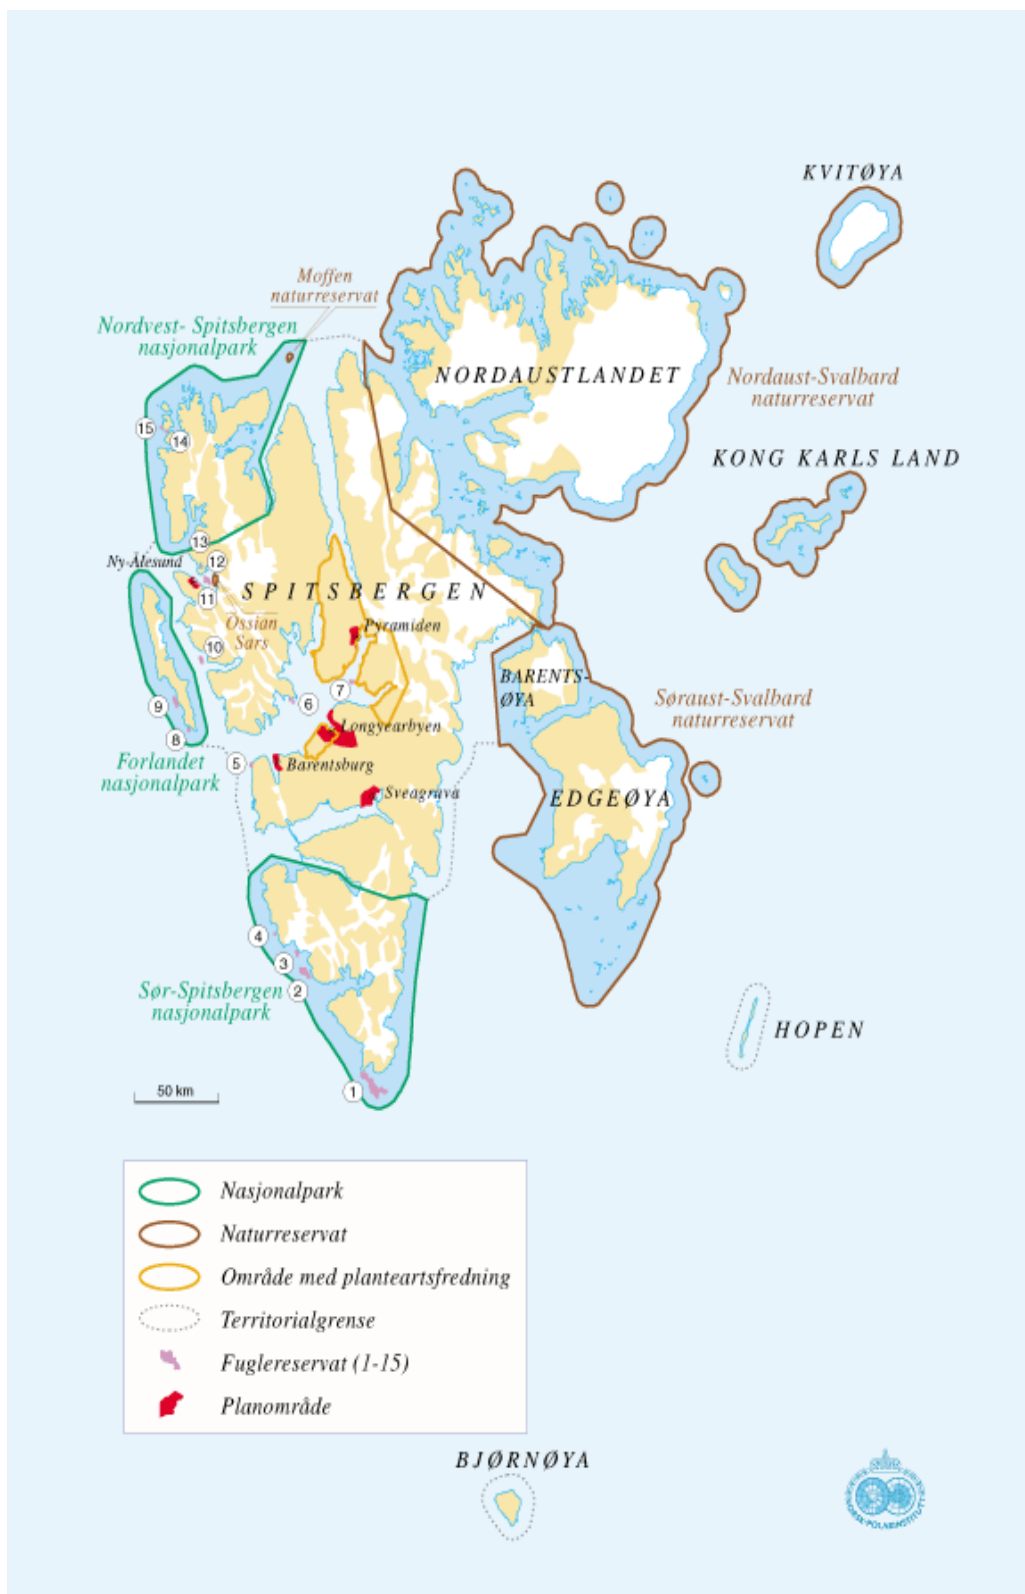 KVITØYA
Moffen
naturreservat
Nordvest- Spitsbergen
nasjonalpark
NORDAUSTLANDET
Nordaust-Svalbard
naturreservat
15
14
KONG KARLS LAND
13
Ny-Ålesund
12
SPITSBERGEN
11
Ossian
Sars
Pyramiden
10
BARENTS-
ØYA
7
6
9
Søraust-Svalbard
naturreservat
Longyearbyen
8
Forlandet
nasjonalpark
5
Barentsburg
Sveagruva
EDGEØYA
4
3
2
Sør-Spitsbergen
nasjonalpark
HOPEN
50 km
1
Nasjonalpark
Naturreservat
Område med planteartsfredning
Territorialgrense
Fuglereservat (1-15)
Planområde
BJØRNØYA
NORSK POLARINSTITUTT